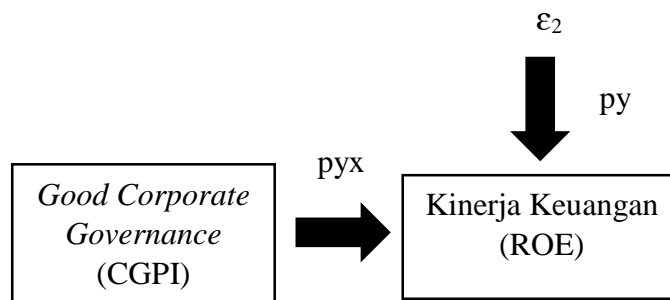 ε₂
py
pyx
Good Corporate
Governance
(CGPI)
Kinerja Keuangan
(ROE)